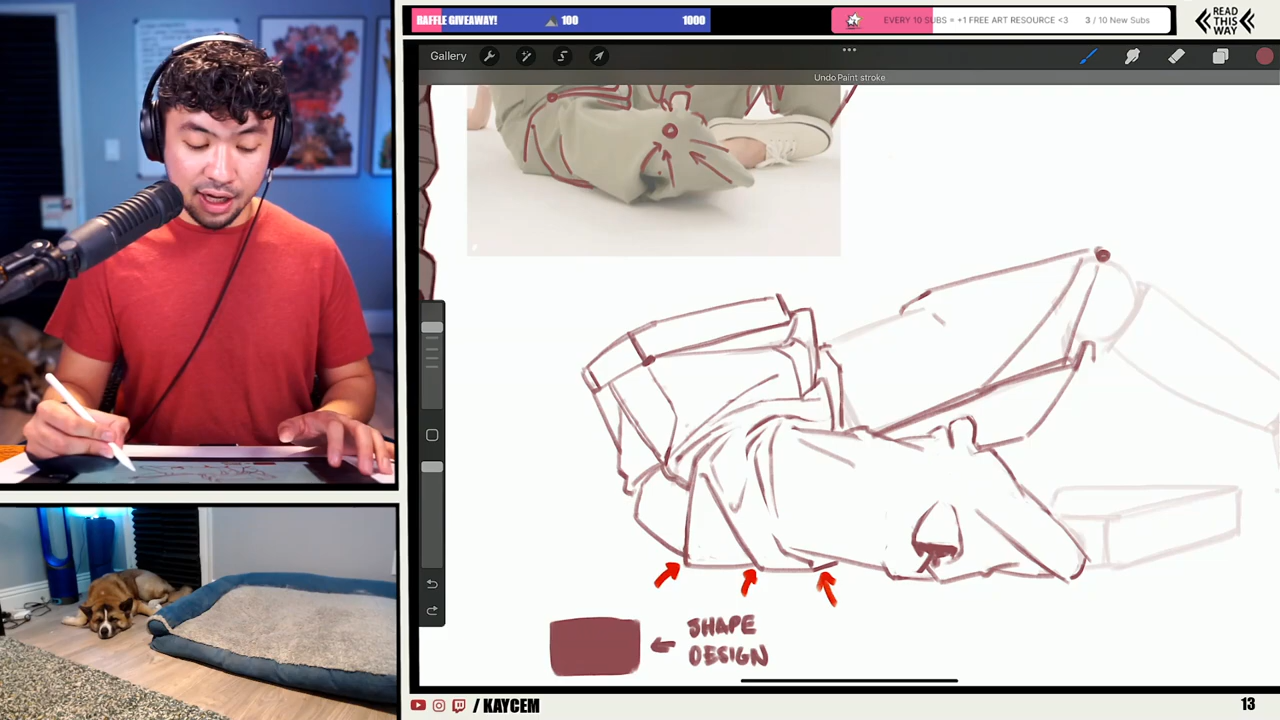 RAFFLE GIVEAWAY!
100
1000
EVERY 10 SUBS = +1 FREE ART RESOURCE <3
3 / 10 New Subs
READ
THIS
WAY
Gallery
Undo Paint stroke
SHAPE
DESIGN
/ KAYCEM
13